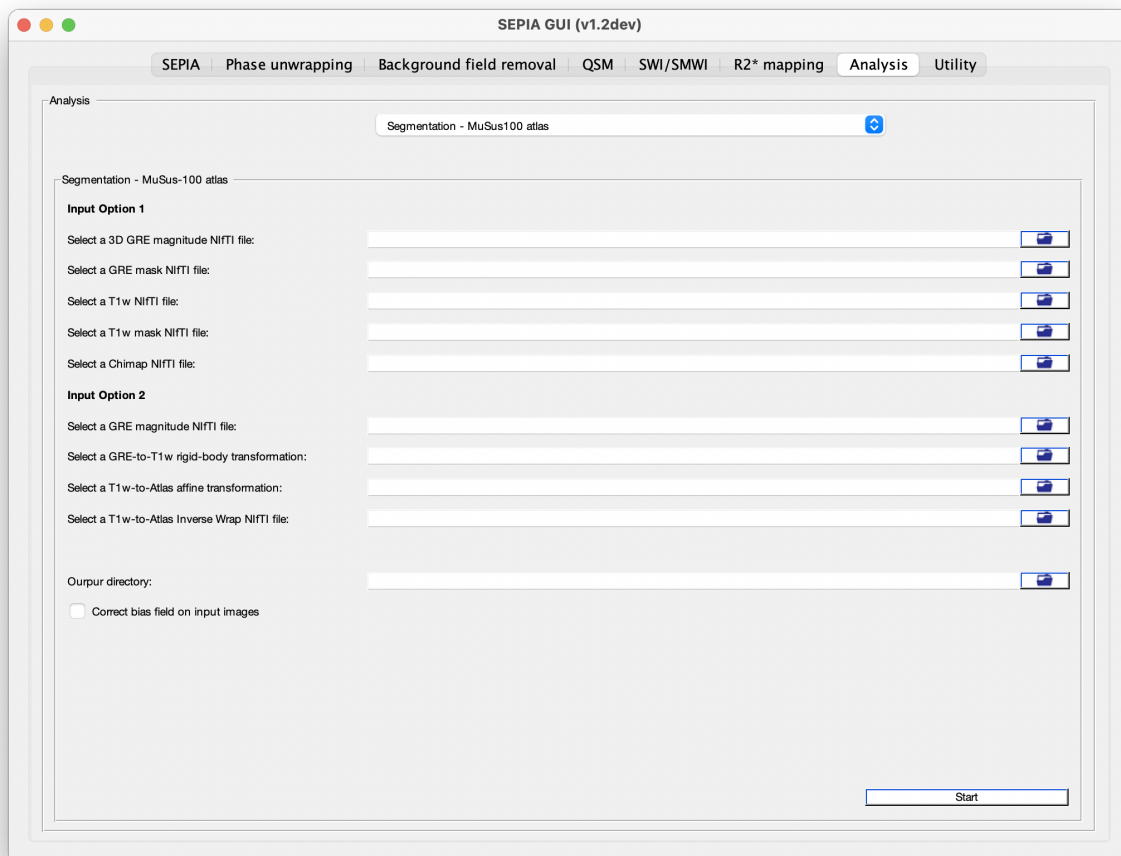 SEPIA GUI (v1.2dev)
SEPIA Phase unwrapping Background field removal QSM SWI/SMWI R2* mapping Analysis Utility
Analysis
Segmentation - MuSus100 atlas
Segmentation - MuSus-100 atlas
Input Option 1
Select a 3D GRE magnitude NIfTI file:
Select a GRE mask NIfTI file:
Select a T1w NIfTI file:
Select a T1w mask NIfTI file:
Select a Chimap NIfTI file:
Input Option 2
Select a GRE magnitude NIfTI file:
Select a GRE-to-T1w rigid-body transformation:
Select a T1w-to-Atlas affine transformation:
Select a T1w-to-Atlas Inverse Wrap NIfTI file:
Ourpur directory:
Correct bias field on input images
Start